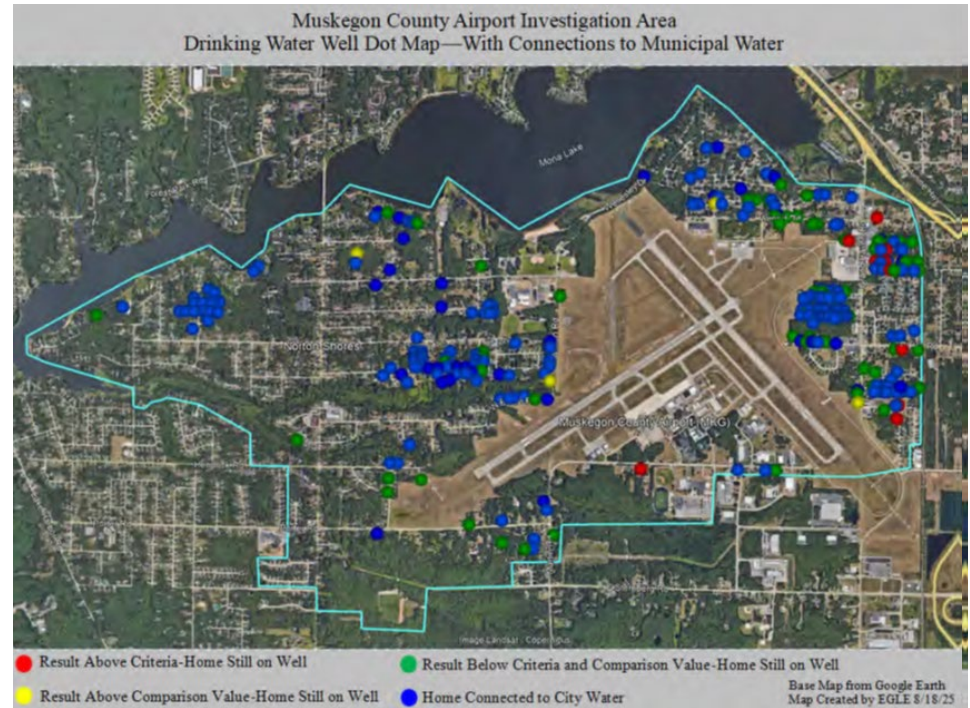 Muskegon County Airport Investigation Area
Drinking Water Well Dot Map—With Connections to Municipal Water
Mona Lake
Norton Shores
Muskegon County Airport (MKG)
Image Landsat / Copernicus
Result Above Criteria-Home Still on Well
Result Below Criteria and Comparison Value-Home Still on Well
Result Above Comparison Value-Home Still on Well
Home Connected to City Water
Base Map from Google Earth
Map Created by EGLE 8/18/25